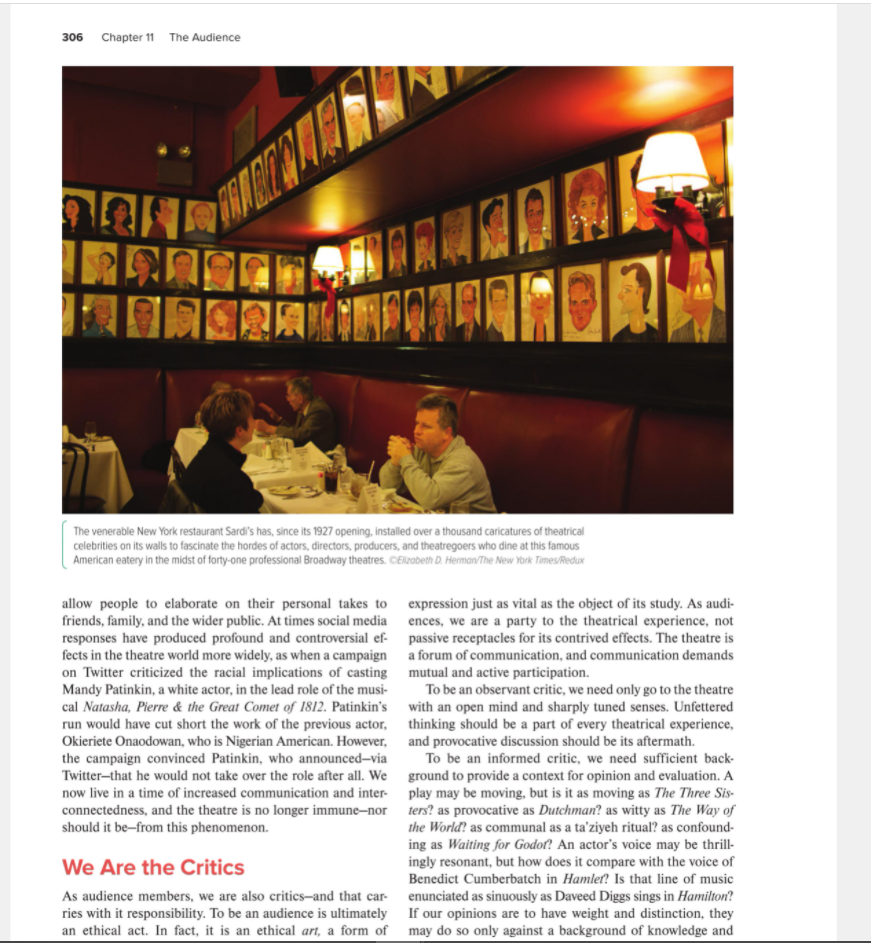 306 Chapter 11 The Audience
The venerable New York restaurant Sardi's has, since its 1927 opening, installed over a thousand caricatures of theatrical
celebrities on its walls to fascinate the hordes of actors, directors, producers, and theatregoers who dine at this famous
American eatery in the midst of forty-one professional Broadway theatres. ©Elizabeth D. Herman/The New York Times/Redux
allow people to elaborate on their personal takes to
friends, family, and the wider public. At times social media
responses have produced profound and controversial ef-
fects in the theatre world more widely, as when a campaign
on Twitter criticized the racial implications of casting
Mandy Patinkin, a white actor, in the lead role of the musi-
cal Natasha, Pierre & the Great Comet of 1812. Patinkin's
run would have cut short the work of the previous actor,
Okieriete Onaodowan, who is Nigerian American. However,
the campaign convinced Patinkin, who announced—via
Twitter—that he would not take over the role after all. We
now live in a time of increased communication and inter-
connectedness, and the theatre is no longer immune—nor
should it be—from this phenomenon.
We Are the Critics
As audience members, we are also critics—and that car-
ries with it responsibility. To be an audience is ultimately
an ethical act. In fact, it is an ethical art, a form of
expression just as vital as the object of its study. As audi-
ences, we are a party to the theatrical experience, not
passive receptacles for its contrived effects. The theatre is
a forum of communication, and communication demands
mutual and active participation.
To be an observant critic, we need only go to the theatre
with an open mind and sharply tuned senses. Unfettered
thinking should be a part of every theatrical experience,
and provocative discussion should be its aftermath.
To be an informed critic, we need sufficient back-
ground to provide a context for opinion and evaluation. A
play may be moving, but is it as moving as The Three Sis-
ters? as provocative as Dutchman? as witty as The Way of
the World? as communal as a ta'ziyeh ritual? as confound-
ing as Waiting for Godot? An actor's voice may be thrill-
ingly resonant, but how does it compare with the voice of
Benedict Cumberbatch in Hamlet? Is that line of music
enunciated as sinuously as Daveed Diggs sings in Hamilton?
If our opinions are to have weight and distinction, they
may do so only against a background of knowledge and